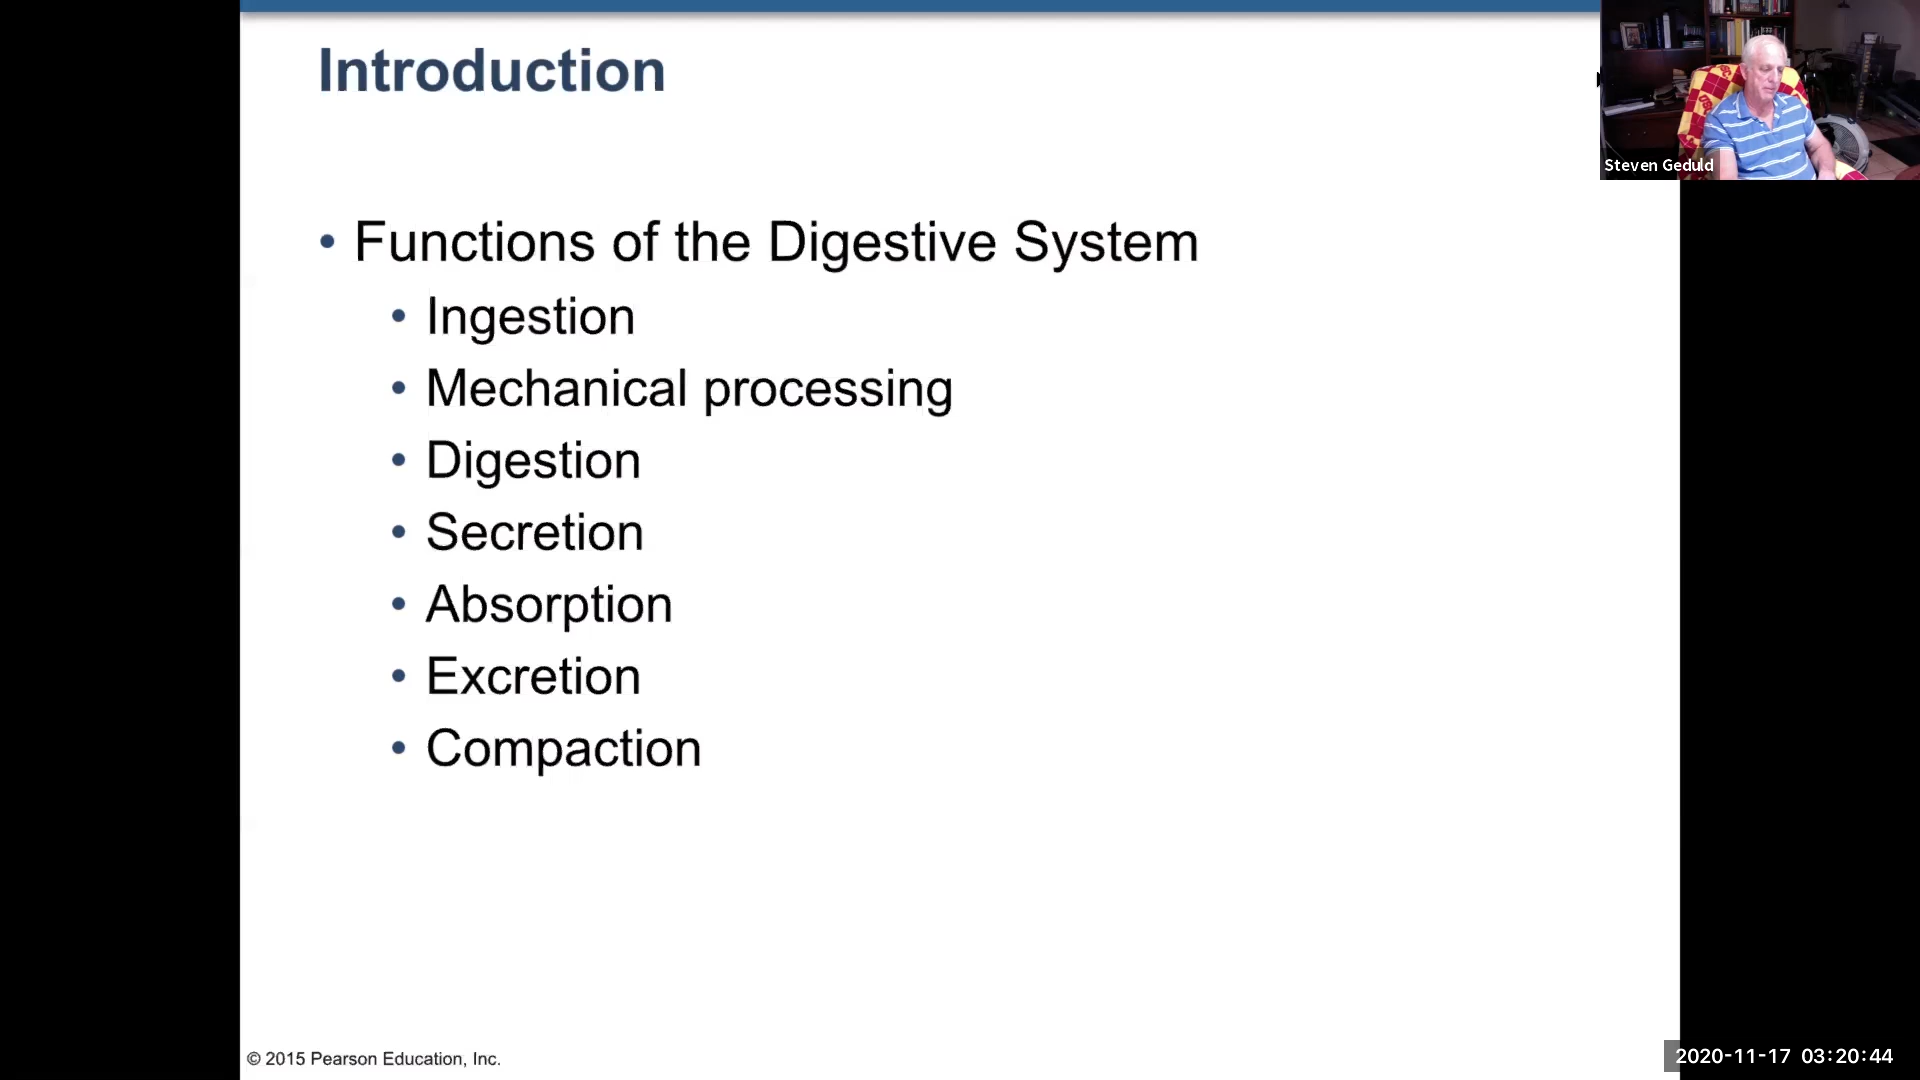 Introduction
Steven Geduld
• Functions of the Digestive System
• Ingestion
• Mechanical processing
• Digestion
• Secretion
• Absorption
• Excretion
• Compaction
© 2015 Pearson Education, Inc.
2020-11-17 03:20:44